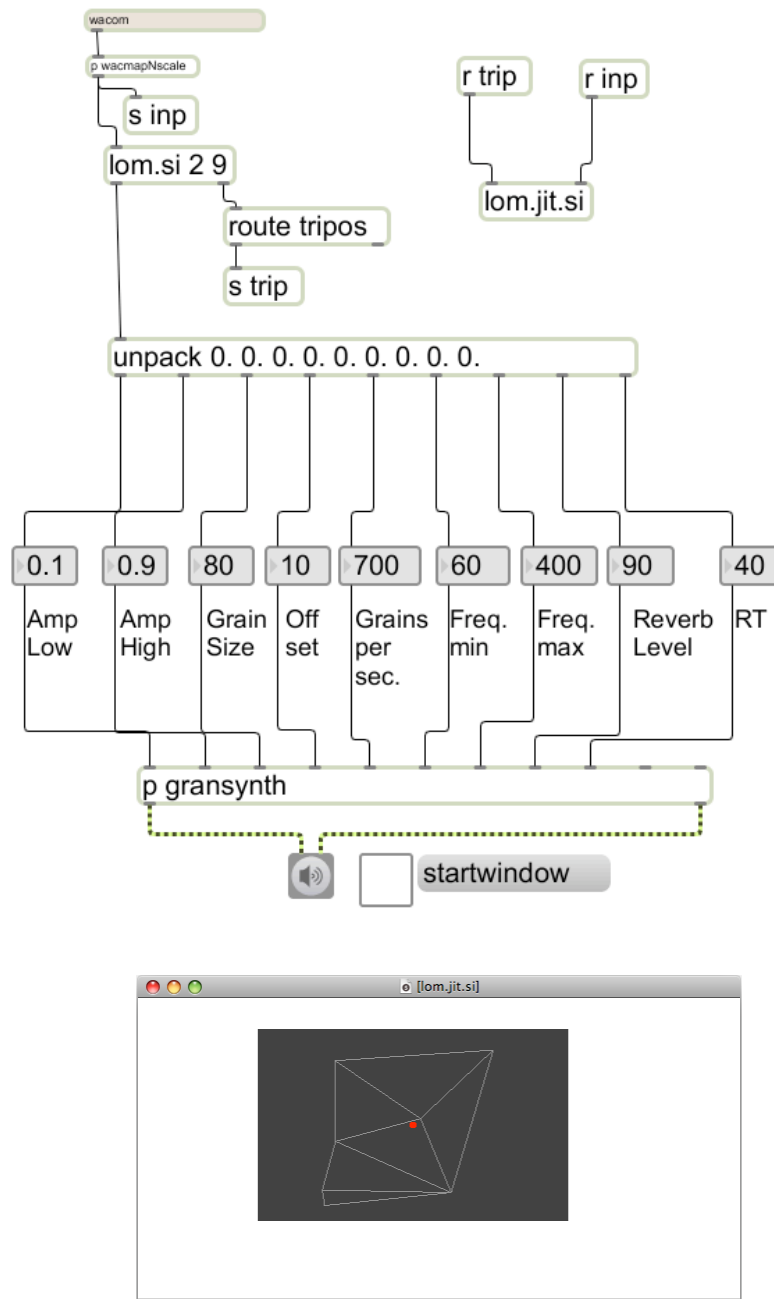 wacom
p wacmapNscale
s inp
r trip
r inp
lom.si 2 9
lom.jit.si
route tripos
s trip
unpack 0. 0. 0. 0. 0. 0. 0. 0. 0.
0.1 0.9 80 10 700 60 400 90 40
Amp Low
Amp High
Grain Size
Off set
Grains per sec.
Freq. min
Freq. max
Reverb Level
RT
p gransynth
startwindow
[lom.jit.si]